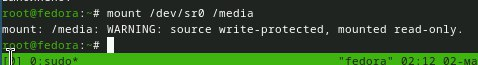 root@fedora:~# mount /dev/sr0 /media
mount: /media: WARNING: source write-protected, mounted read-only.
root@fedora:~#
0:sudo* "fedora" 02:12 02-ма